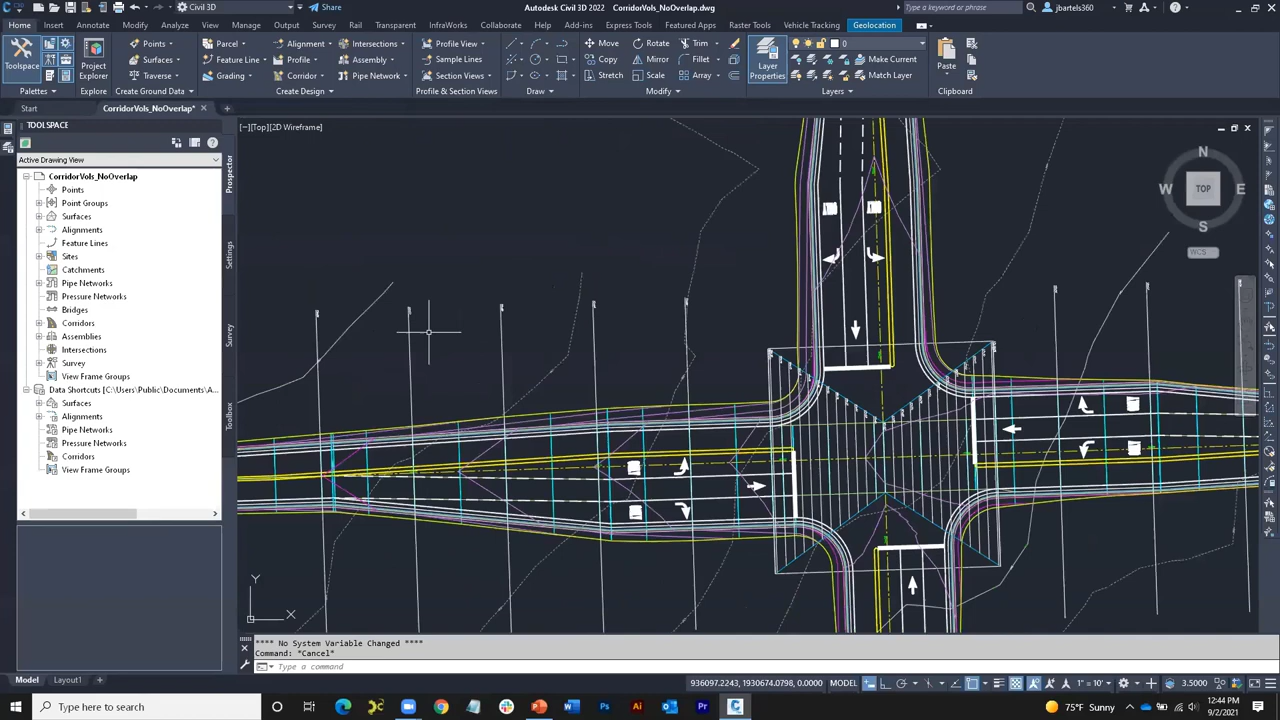 Civil 3D
Share
Autodesk Civil 3D 2022 CorridorVols_NoOverlap.dwg
Type a keyword or phrase
jbartels360
Home Insert Annotate Modify Analyze View Manage Output Survey Rail Transparent InfraWorks Collaborate Help Add-ins Express Tools Featured Apps Raster Tools Vehicle Tracking Geolocation
Toolspace
Project Explorer
Points
Surfaces
Traverse
Parcel
Feature Line
Grading
Alignment
Profile
Corridor
Intersections
Assembly
Pipe Network
Profile View
Sample Lines
Section Views
Move
Copy
Stretch
Rotate
Mirror
Scale
Trim
Fillet
Array
Layer Properties
0
Make Current
Match Layer
Paste
Palettes Explore Create Ground Data Create Design Profile & Section Views Draw Modify Layers Clipboard
Start CorridorVols_NoOverlap*
TOOLSPACE
Active Drawing View
CorridorVols_NoOverlap
Points
Point Groups
Surfaces
Alignments
Feature Lines
Sites
Catchments
Pipe Networks
Pressure Networks
Bridges
Corridors
Assemblies
Intersections
Survey
View Frame Groups
Data Shortcuts [C:\Users\Public\Documents\A...
Surfaces
Alignments
Pipe Networks
Pressure Networks
Corridors
View Frame Groups
Prospector
Settings
Survey
Toolbox
[−][Top][2D Wireframe]
N
W TOP E
S
WCS
Y
X
**** No System Variable Changed ****
Command: *Cancel*
Type a command
Model Layout1
936097.2243, 1930674.0798, 0.0000 MODEL
1" = 10'
3.5000
Type here to search
75°F Sunny
12:44 PM
9/2/2021